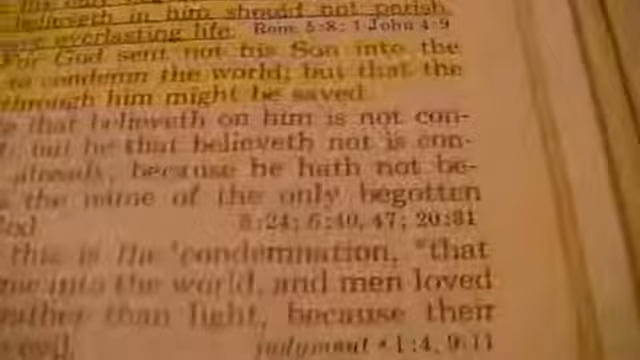 believeth in him should not perish,
everlasting life. Rom. 5:8; 1 John 4:9
For God sent not his Son into the
to condemn the world; but that the
through him might be saved.
that believeth on him is not con-
but he that believeth not is con-
already, because he hath not be-
the name of the only begotten
5:24; 6:40, 47; 20:31
this is the condemnation, that
into the world, and men loved
rather than light, because their
evil. judgment 1:4, 9-11